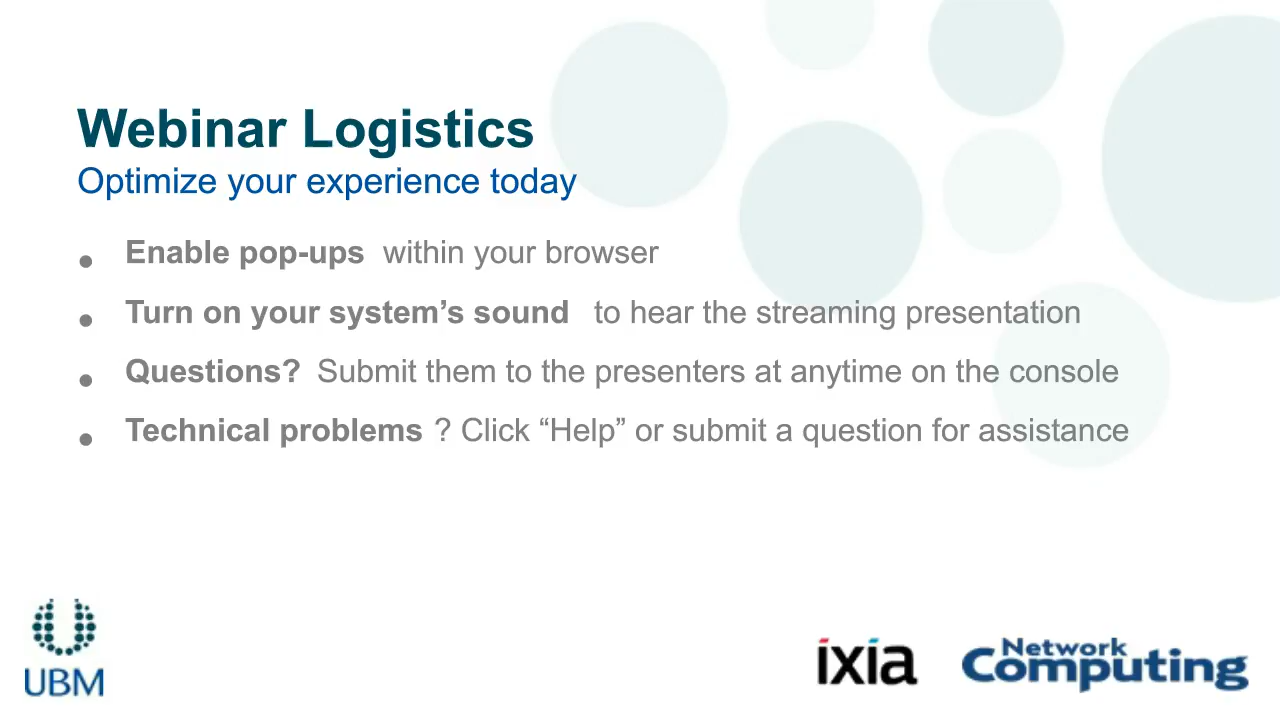 Webinar Logistics
Optimize your experience today
• Enable pop-ups within your browser
• Turn on your system’s sound to hear the streaming presentation
• Questions? Submit them to the presenters at anytime on the console
• Technical problems ? Click “Help” or submit a question for assistance
UBM
ixia
Network
Computing